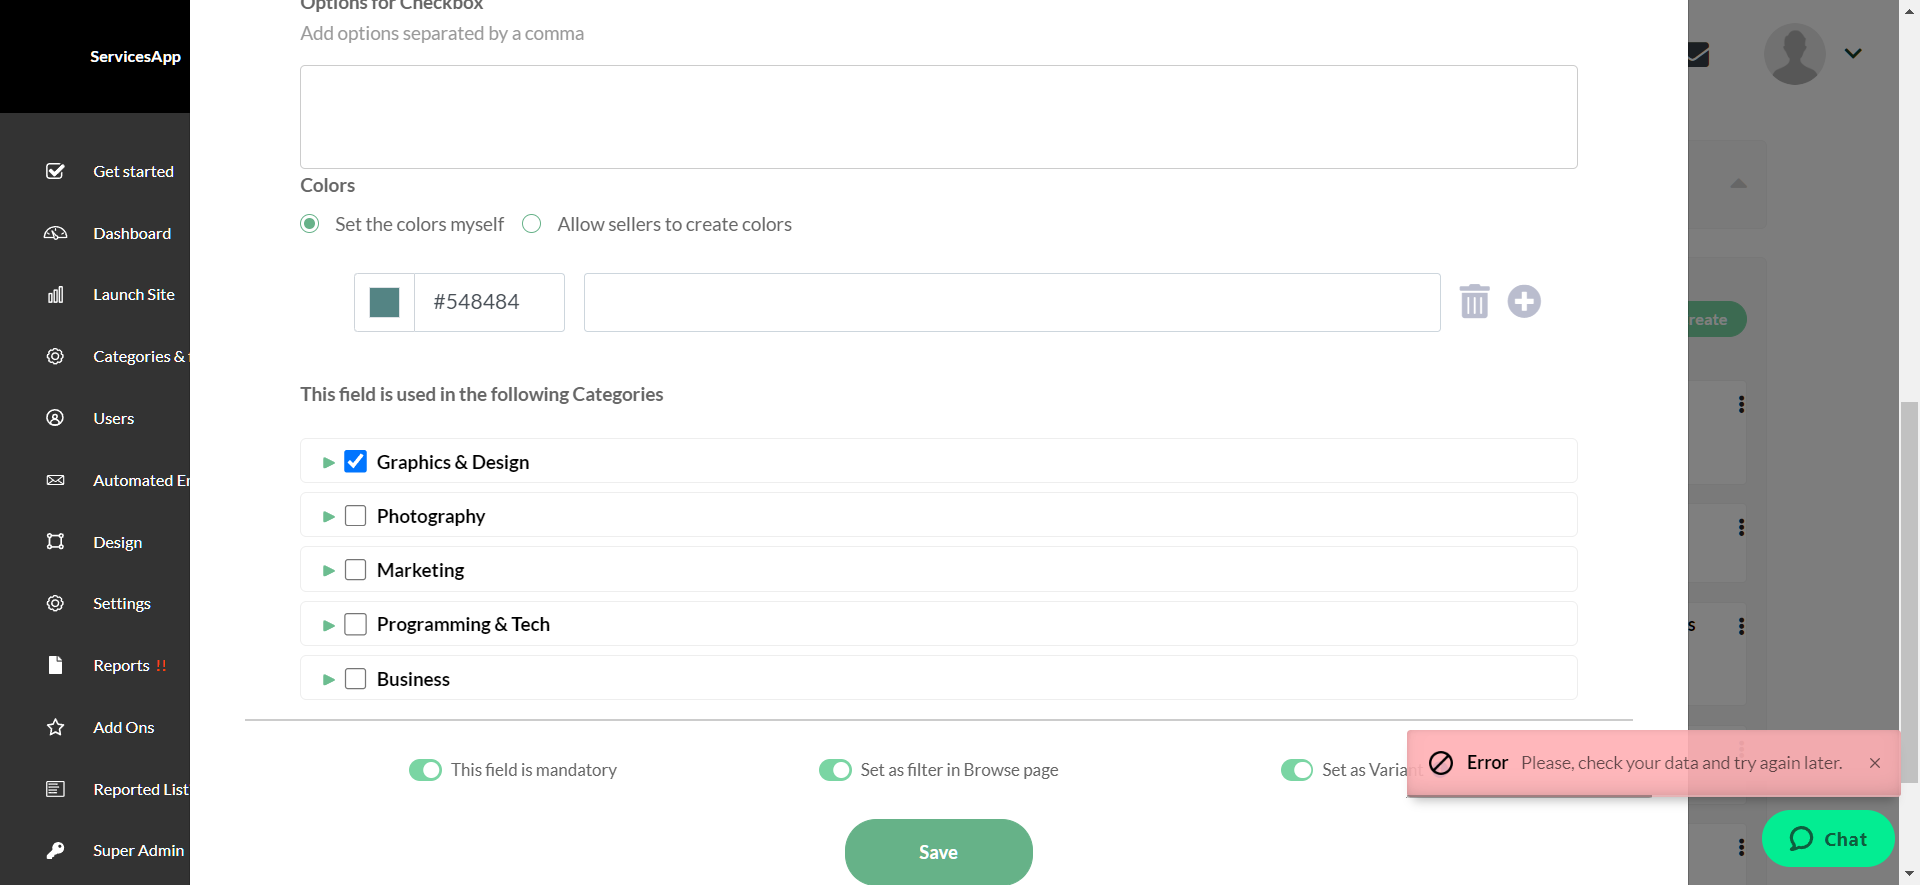 Options for Checkbox
Add options separated by a comma
ServicesApp
Get started
Dashboard
Launch Site
Categories &
Users
Automated
Design
Settings
Reports !!
Add Ons
Reported List
Super Admin
Colors
Set the colors myself
Allow sellers to create colors
#548484
This field is used in the following Categories
Graphics & Design
Photography
Marketing
Programming & Tech
Business
This field is mandatory
Set as filter in Browse page
Set as Variant
Error Please, check your data and try again later.
Save
Chat